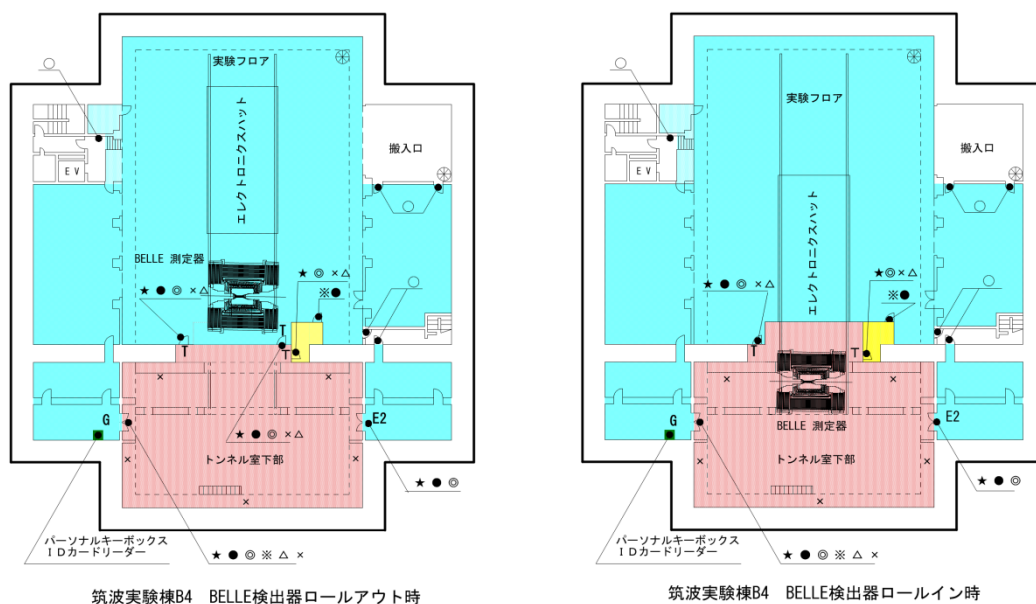 実験フロア
エレクトロニクスハット
搬入口
EV
BELLE 測定器
★ ● ◎ × △
★ ◎ × △
※●
T
T
T
×
×
G
E2
★ ● ◎ × △
トンネル室下部
×
×
×
★ ● ◎
パーソナルキーボックス
IDカードリーダー
★ ● ◎ ※ △ ×
筑波実験棟B4 BELLE検出器ロールアウト時
実験フロア
搬入口
EV
エレクトロニクスハット
★ ● ◎ × △
★◎×△
※●
T
T
×
×
G
E2
BELLE 測定器
トンネル室下部
×
×
×
★ ● ◎
パーソナルキーボックス
IDカードリーダー
★ ● ◎ ※ △ ×
筑波実験棟B4 BELLE検出器ロールイン時